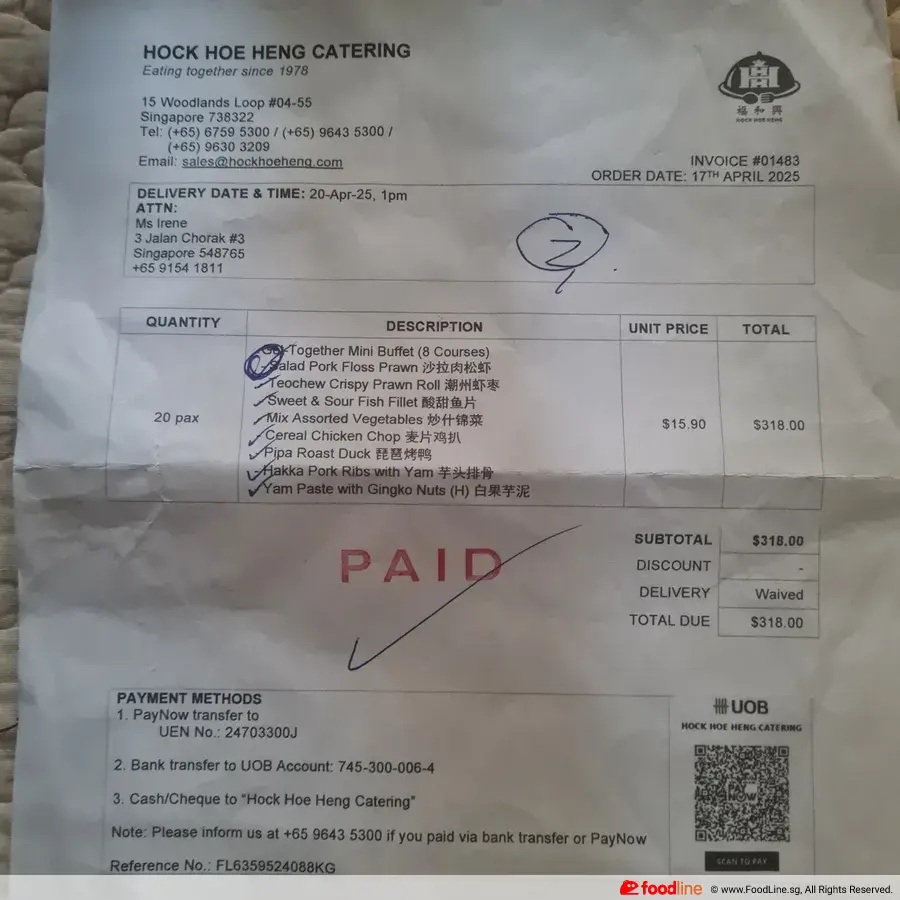 HOCK HOE HENG CATERING
Eating together since 1978
15 Woodlands Loop #04-55
Singapore 738322
Tel: (+65) 6759 5300 / (+65) 9643 5300 /
(+65) 9630 3209
Email: sales@hockhoeheng.com
福和興
HOCK HOE HENG
INVOICE #01483
ORDER DATE: 17TH APRIL 2025
DELIVERY DATE & TIME: 20-Apr-25, 1pm
ATTN:
Ms Irene
3 Jalan Chorak #3
Singapore 548765
+65 9154 1811
QUANTITY DESCRIPTION UNIT PRICE TOTAL
Get-Together Mini Buffet (8 Courses)
- Salad Pork Floss Prawn 沙拉肉松虾
- Teochew Crispy Prawn Roll 潮州虾枣
- Sweet & Sour Fish Fillet 酸甜鱼片
- Mix Assorted Vegetables 炒什锦菜
- Cereal Chicken Chop 麦片鸡扒
- Pipa Roast Duck 琵琶烤鸭
- Hakka Pork Ribs with Yam 芋头排骨
- Yam Paste with Gingko Nuts (H) 白果芋泥
20 pax $15.90 $318.00
SUBTOTAL $318.00
DISCOUNT -
DELIVERY Waived
TOTAL DUE $318.00
PAID
PAYMENT METHODS
1. PayNow transfer to
UEN No.: 24703300J
2. Bank transfer to UOB Account: 745-300-006-4
3. Cash/Cheque to “Hock Hoe Heng Catering”
Note: Please inform us at +65 9643 5300 if you paid via bank transfer or PayNow
Reference No.: FL6359524088KG
UOB
HOCK HOE HENG CATERING
PAY NOW
SCAN TO PAY
foodline © www.FoodLine.sg, All Rights Reserved.